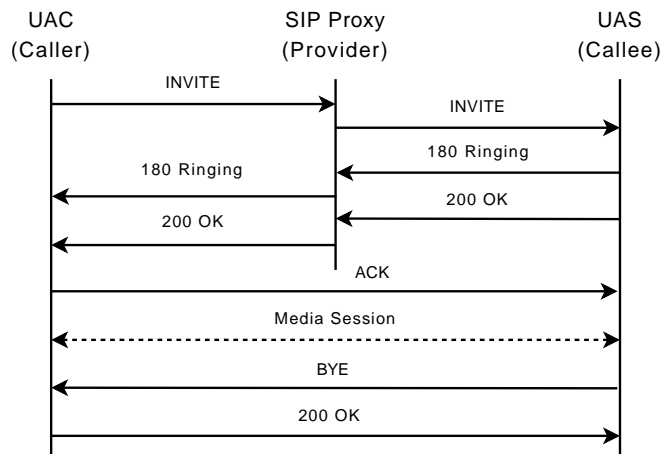 UAC
(Caller)
SIP Proxy
(Provider)
UAS
(Callee)
INVITE
INVITE
180 Ringing
180 Ringing
200 OK
200 OK
ACK
Media Session
BYE
200 OK